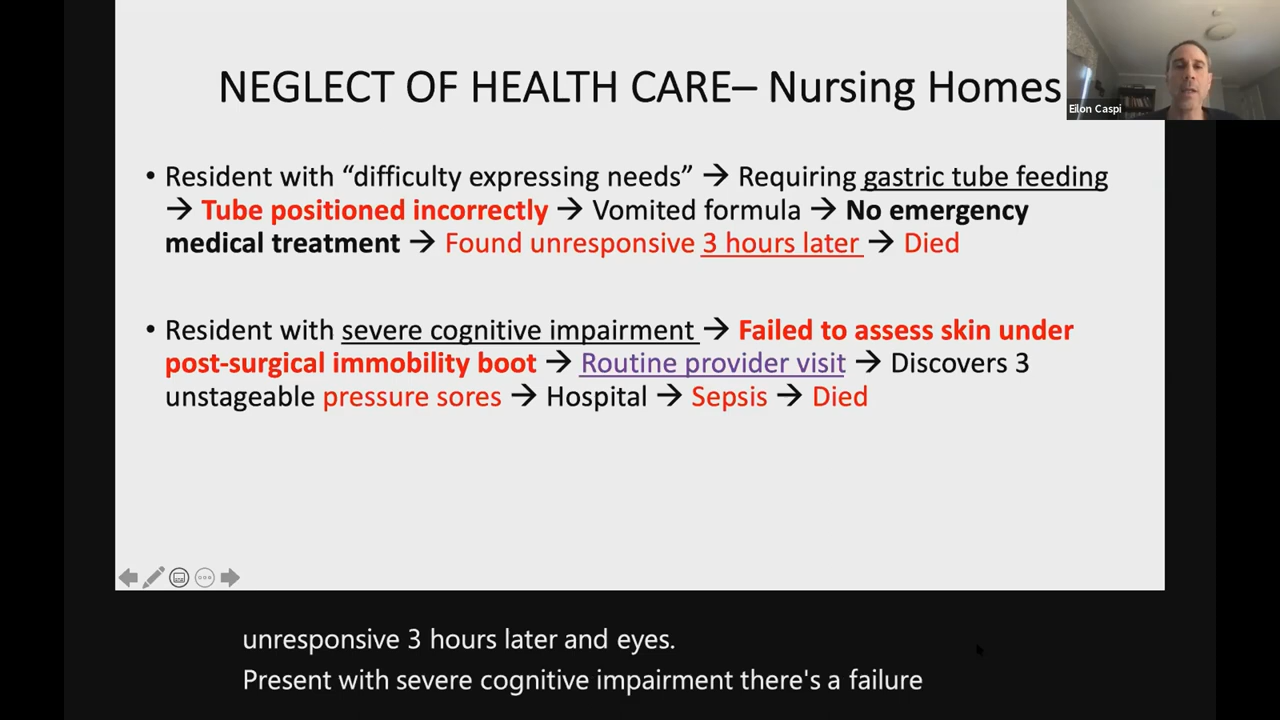 NEGLECT OF HEALTH CARE– Nursing Homes
Eilon Caspi
• Resident with “difficulty expressing needs” → Requiring gastric tube feeding
→ Tube positioned incorrectly → Vomited formula → No emergency
medical treatment → Found unresponsive 3 hours later → Died
• Resident with severe cognitive impairment → Failed to assess skin under
post-surgical immobility boot → Routine provider visit → Discovers 3
unstageable pressure sores → Hospital → Sepsis → Died
unresponsive 3 hours later and eyes.
Present with severe cognitive impairment there's a failure